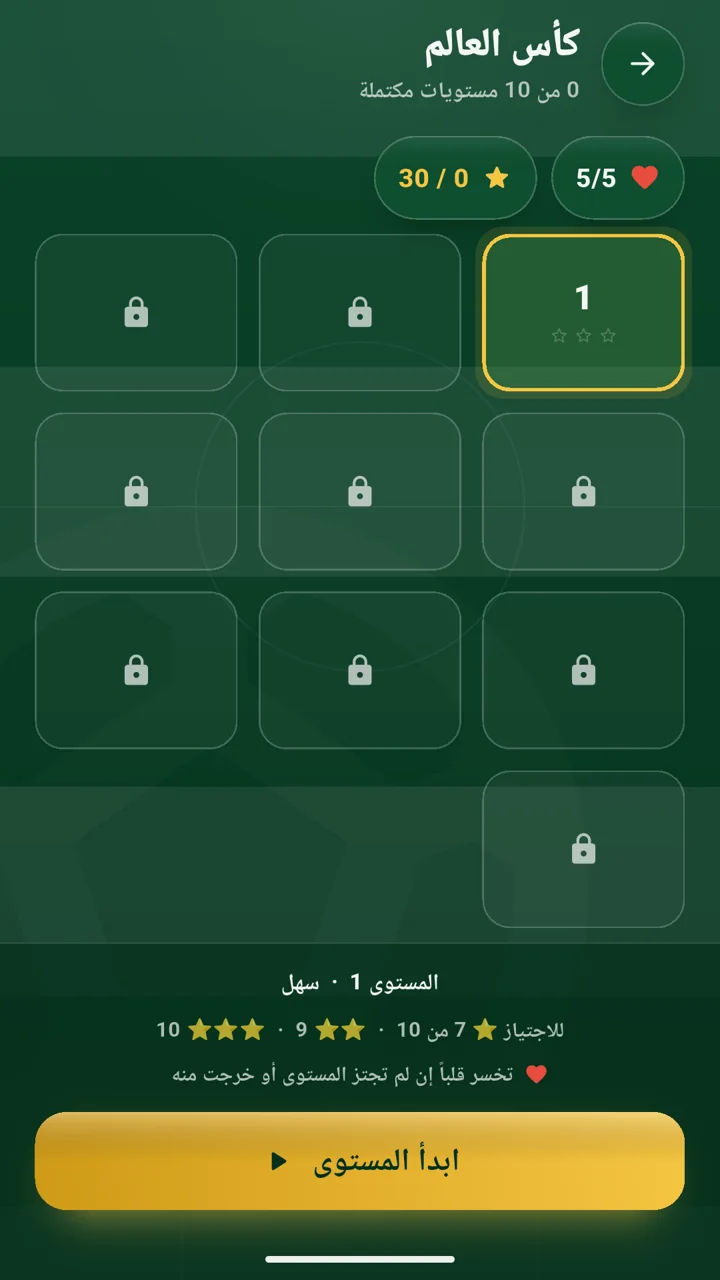 كأس العالم
0 من 10 مستويات مكتملة
5/5
0 / 30
1
المستوى 1 · سهل
للاجتياز ⭐ 7 من 10 · ⭐⭐ 9 · ⭐⭐⭐ 10
تخسر قلباً إن لم تجتز المستوى أو خرجت منه
ابدأ المستوى